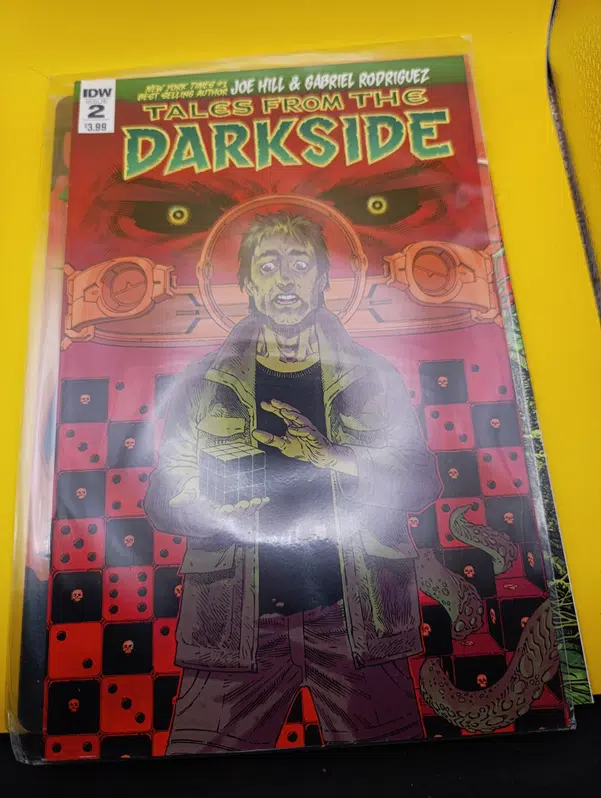 IDW
ISSUE
2
$3.99
NEW YORK TIMES #1
BEST SELLING AUTHOR JOE HILL & GABRIEL RODRIGUEZ
TALES FROM THE
DARKSIDE